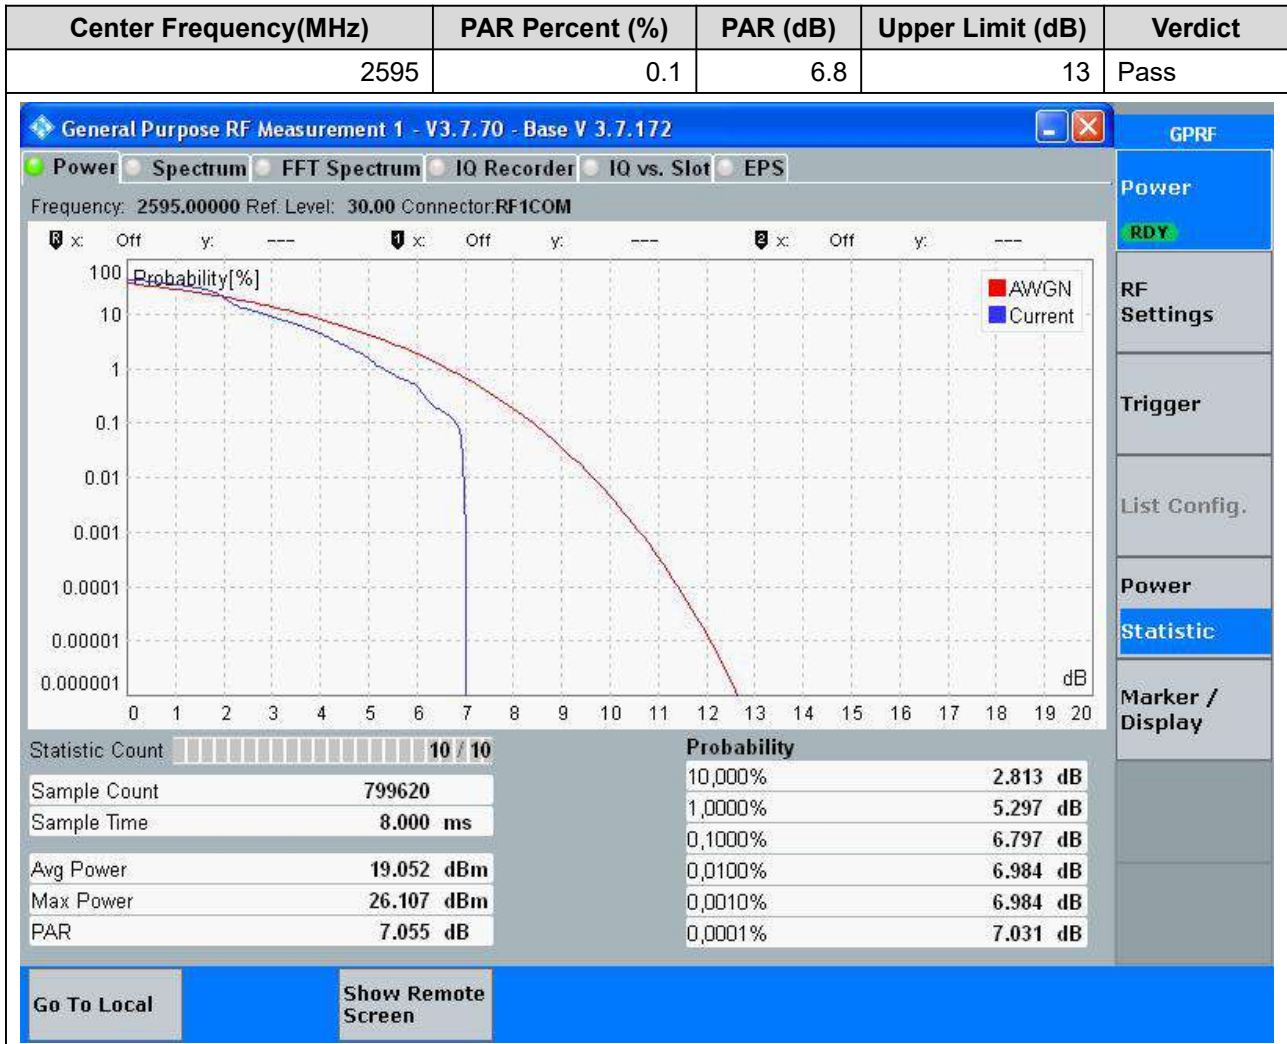 Center Frequency(MHz) PAR Percent (%) PAR (dB) Upper Limit (dB) Verdict
2595 0.1 6.8 13 Pass
General Purpose RF Measurement 1 - V3.7.70 - Base V 3.7.172
GPRF
Power Spectrum FFT Spectrum IQ Recorder IQ vs. Slot EPS
Power
RDY
Frequency: 2595.00000 Ref. Level: 30.00 Connector:RF1COM
R x: Off y: --- 1 x: Off y: --- 2 x: Off y: ---
Probability[%]
AWGN
Current
100
10
1
0.1
0.01
0.001
0.0001
0.00001
0.000001
dB
0 1 2 3 4 5 6 7 8 9 10 11 12 13 14 15 16 17 18 19 20
RF
Settings
Trigger
List Config.
Power
Statistic
Marker /
Display
Statistic Count 10 / 10
Sample Count 799620
Sample Time 8.000 ms
Avg Power 19.052 dBm
Max Power 26.107 dBm
PAR 7.055 dB
Probability
10,000% 2.813 dB
1,0000% 5.297 dB
0,1000% 6.797 dB
0,0100% 6.984 dB
0,0010% 6.984 dB
0,0001% 7.031 dB
Go To Local
Show Remote
Screen